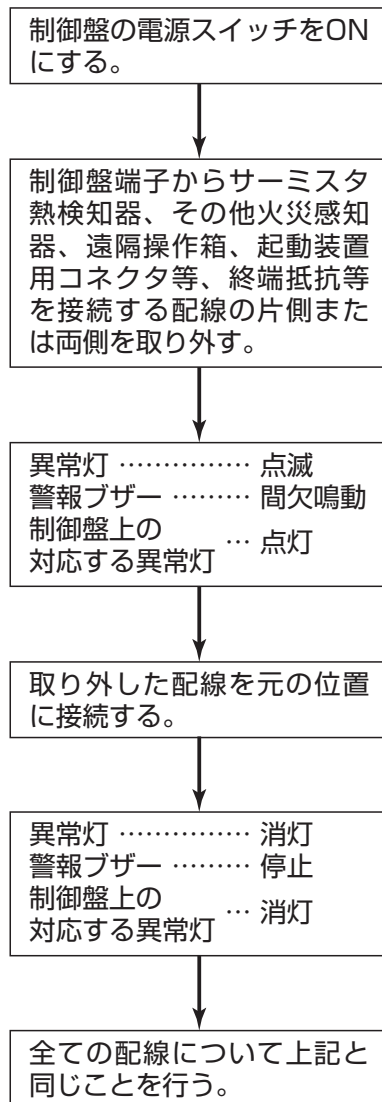 制御盤の電源スイッチをON
にする。
制御盤端子からサーミスタ
熱検知器、その他火災感知
器、遠隔操作箱、起動装置
用コネクタ等、終端抵抗等
を接続する配線の片側また
は両側を取り外す。
異常灯 …………… 点滅
警報ブザー ……… 間欠鳴動
制御盤上の
対応する異常灯 … 点灯
取り外した配線を元の位置
に接続する。
異常灯 …………… 消灯
警報ブザー ……… 停止
制御盤上の
対応する異常灯 … 消灯
全ての配線について上記と
同じことを行う。